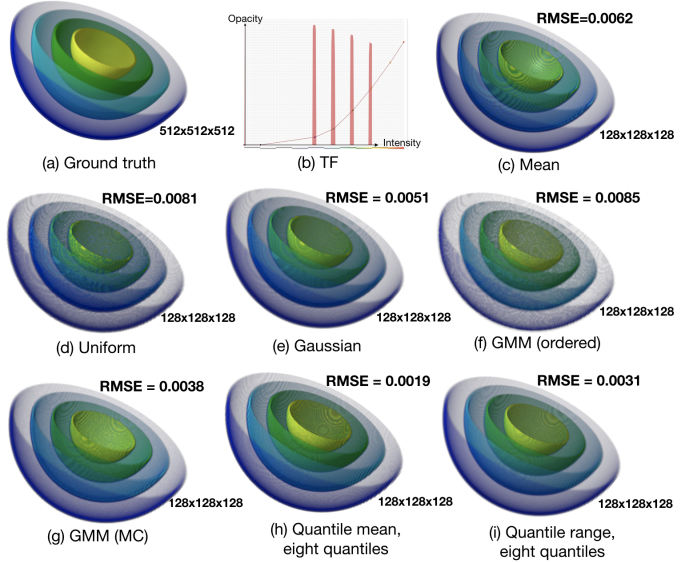 Opacity
RMSE=0.0062
512x512x512
Intensity
128x128x128
(a) Ground truth
(b) TF
(c) Mean
RMSE=0.0081
RMSE = 0.0051
RMSE = 0.0085
128x128x128
128x128x128
128x128x128
(d) Uniform
(e) Gaussian
(f) GMM (ordered)
RMSE = 0.0038
RMSE = 0.0019
RMSE = 0.0031
128x128x128
128x128x128
128x128x128
(g) GMM (MC)
(h) Quantile mean,
eight quantiles
(i) Quantile range,
eight quantiles